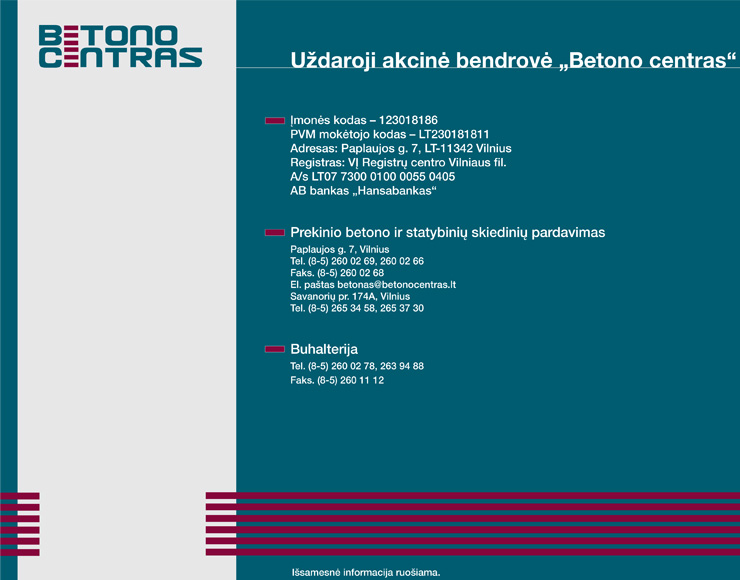 BETONO
CENTRAS
Uždaroji akcinė bendrovė „Betono centras“
Įmonės kodas – 123018186
PVM mokėtojo kodas – LT230181811
Adresas: Paplaujos g. 7, LT-11342 Vilnius
Registras: VĮ Registrų centro Vilniaus fil.
A/s LT07 7300 0100 0055 0405
AB bankas „Hansabankas“
Prekinio betono ir statybinių skiedinių pardavimas
Paplaujos g. 7, Vilnius
Tel. (8-5) 260 02 69, 260 02 66
Faks. (8-5) 260 02 68
El. paštas betonas@betonocentras.lt
Savanorių pr. 174A, Vilnius
Tel. (8-5) 265 34 58, 265 37 30
Buhalterija
Tel. (8-5) 260 02 78, 263 94 88
Faks. (8-5) 260 11 12
Išsamesnė informacija ruošiama.